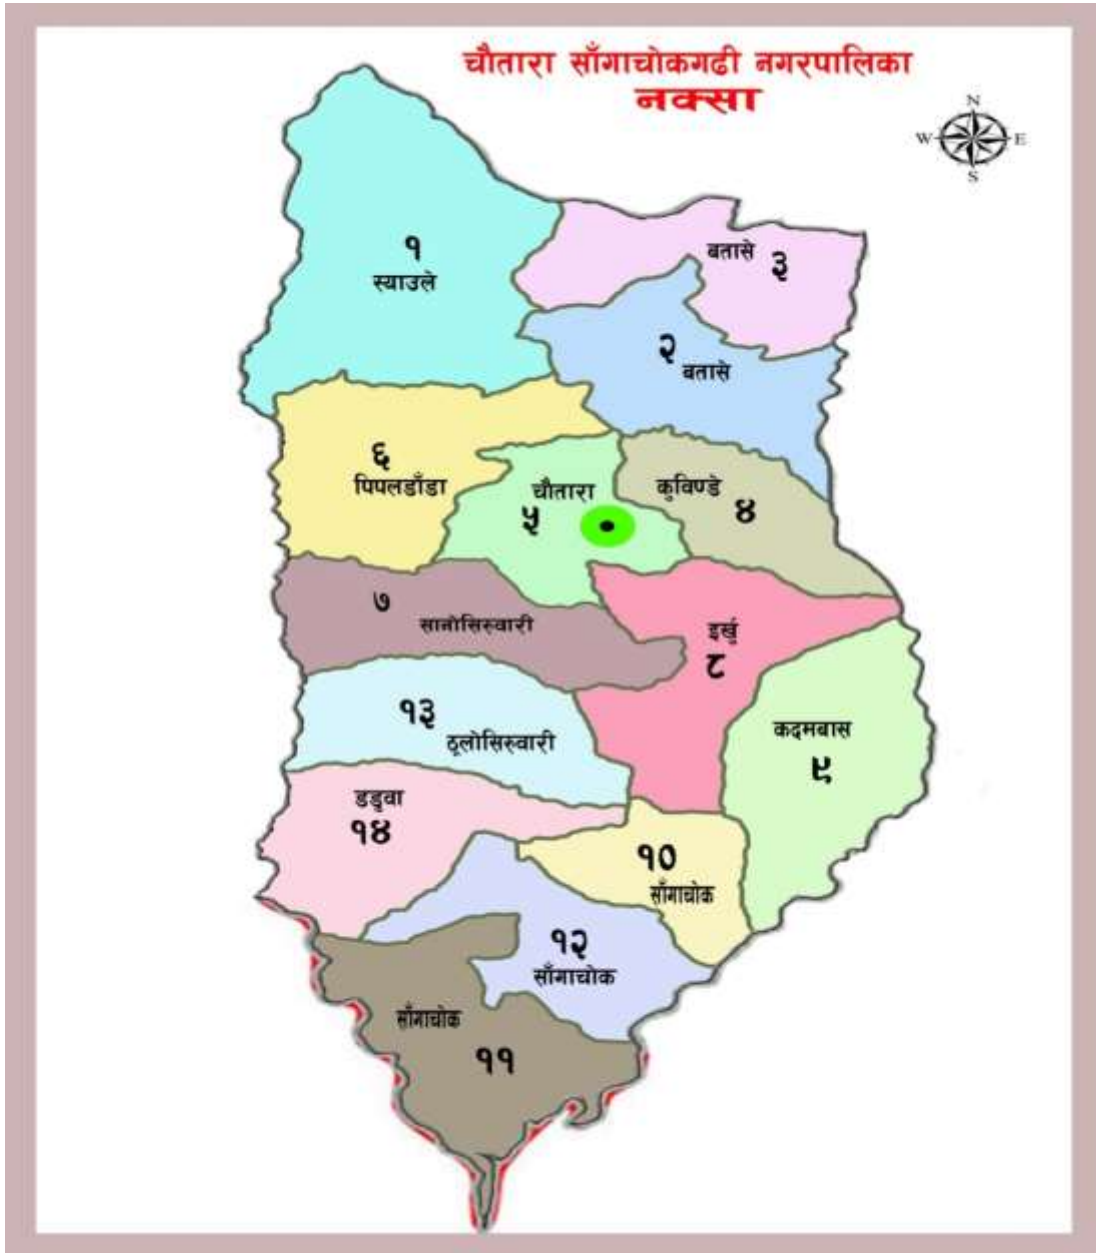 चौतारा साँगाचोकगढी नगरपालिका
नक्सा
N
W E
S
१
स्याउले
बतासे ३
२
बतासे
६
पिपलडाँडा
चौतारा
५
कुविण्डे
४
७
सानोसिरुवारी
इर्खु
८
१३
ठूलोसिरुवारी
कदमबास
९
डडुवा
१४
१०
साँगाचोक
१२
साँगाचोक
साँगाचोक
११